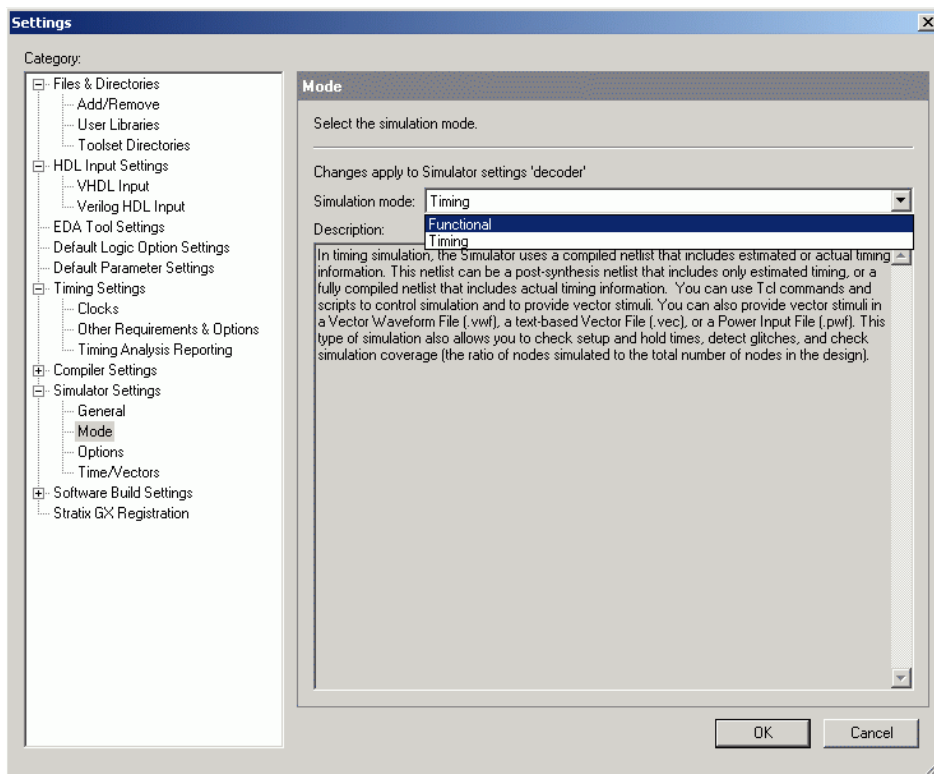 Settings
Category:
Files & Directories
Add/Remove
User Libraries
Toolset Directories
HDL Input Settings
VHDL Input
Verilog HDL Input
EDA Tool Settings
Default Logic Option Settings
Default Parameter Settings
Timing Settings
Clocks
Other Requirements & Options
Timing Analysis Reporting
Compiler Settings
Simulator Settings
General
Mode
Options
Time/Vectors
Software Build Settings
Stratix GX Registration
Mode
Select the simulation mode.
Changes apply to Simulator settings 'decoder'
Simulation mode: Timing
Functional
Timing
Description:
In timing simulation, the Simulator uses a compiled netlist that includes estimated or actual timing
information. This netlist can be a post-synthesis netlist that includes only estimated timing, or a
fully compiled netlist that includes actual timing information. You can use Tcl commands and
scripts to control simulation and to provide vector stimuli. You can also provide vector stimuli in
a Vector Waveform File (.vwf), a text-based Vector File (.vec), or a Power Input File (.pwf). This
type of simulation also allows you to check setup and hold times, detect glitches, and check
simulation coverage (the ratio of nodes simulated to the total number of nodes in the design).
OK
Cancel